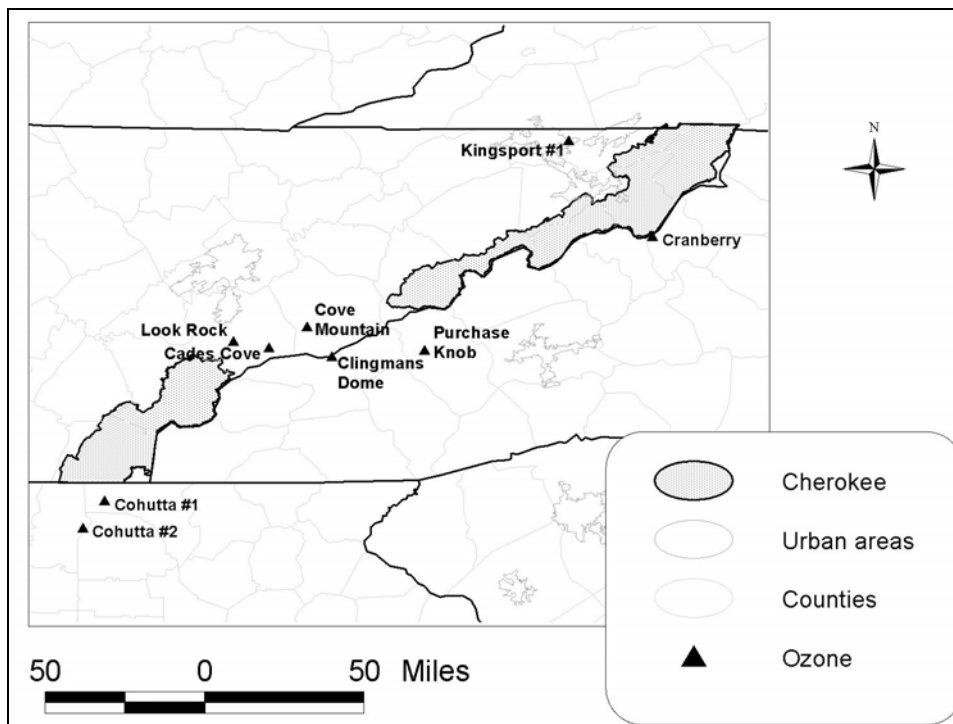 N
Kingsport #1
Cranberry
Cove
Mountain
Look Rock
Cades Cove
Purchase
Knob
Clingmans
Dome
Cohutta #1
Cohutta #2
Cherokee
Urban areas
Counties
Ozone
50 0 50 Miles